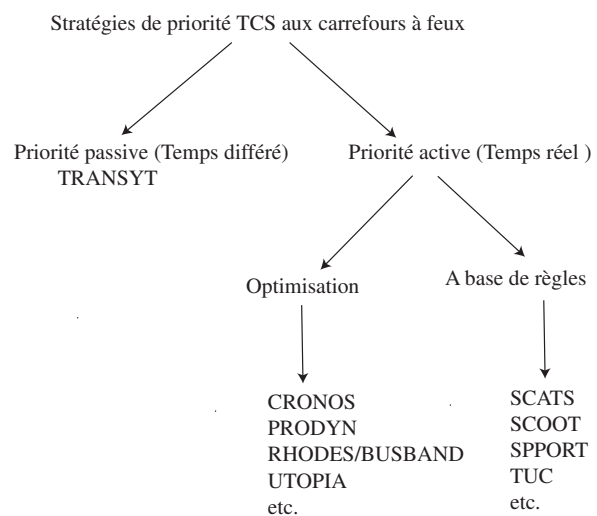 Stratégies de priorité TCS aux carrefours à feux
Priorité passive (Temps différé)
TRANSYT
Priorité active (Temps réel )
Optimisation
A base de règles
CRONOS
PRODYN
RHODES/BUSBAND
UTOPIA
etc.
SCATS
SCOOT
SPPORT
TUC
etc.